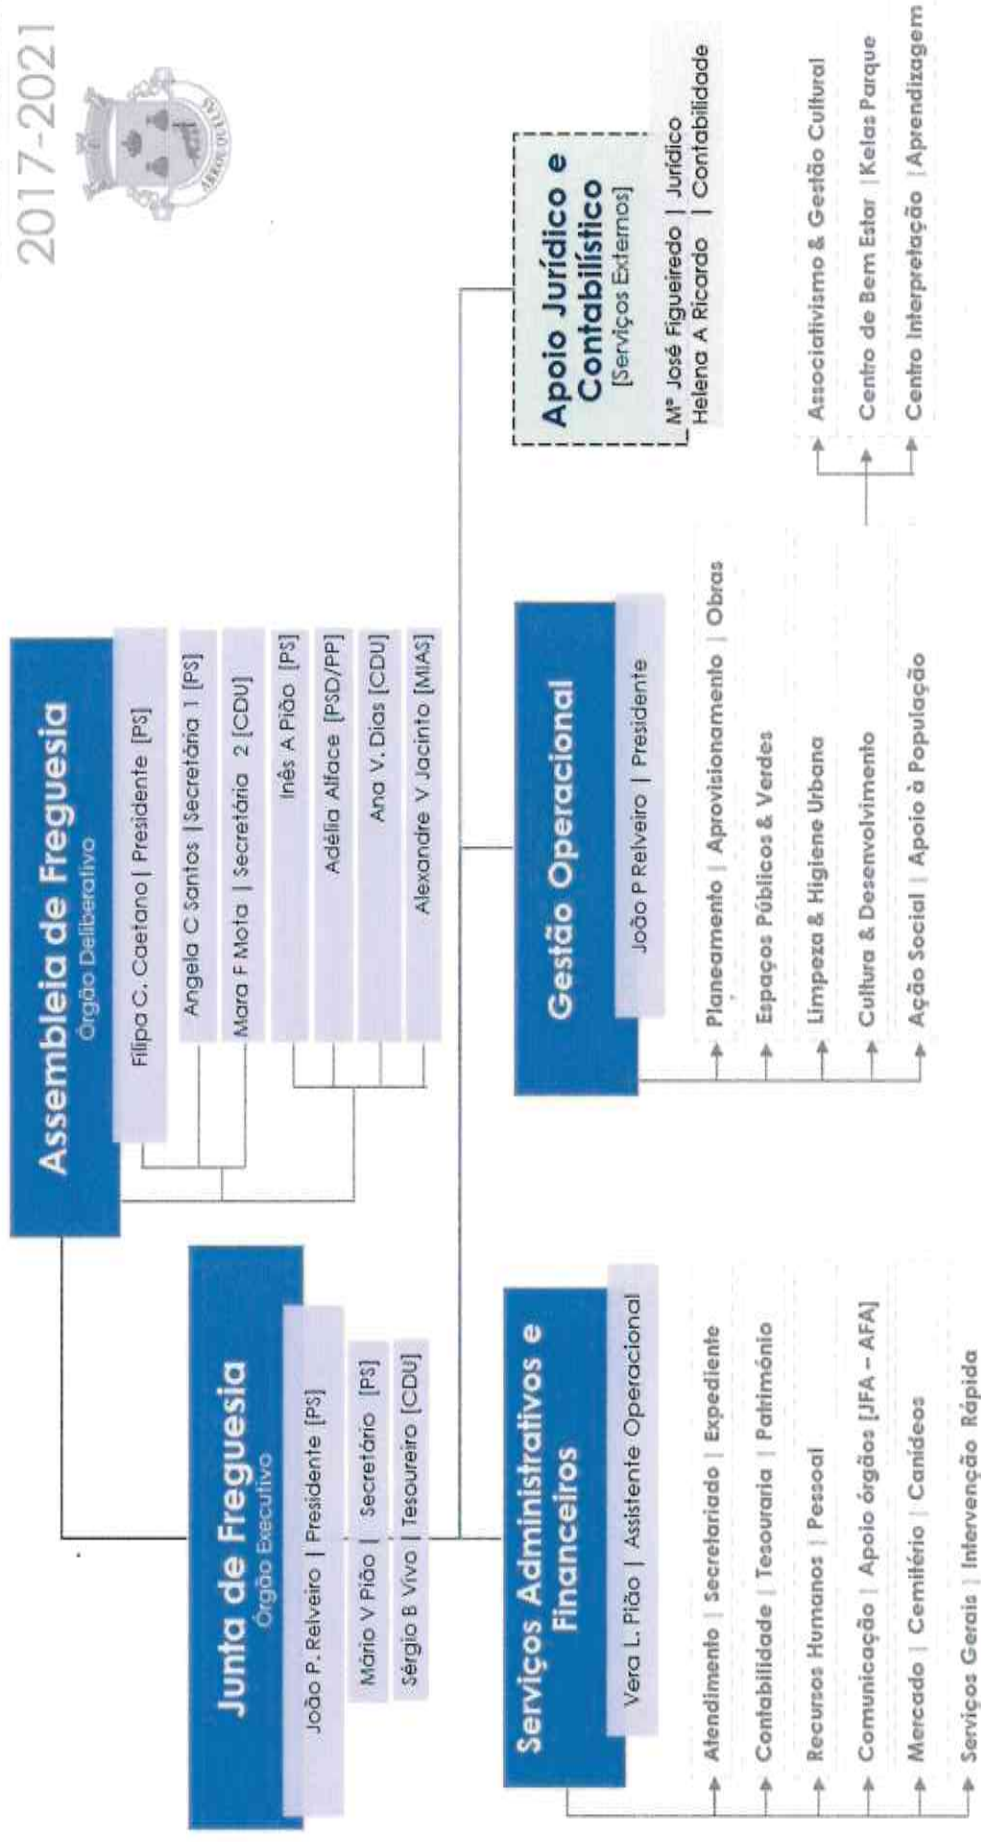 2017-2021
Assembleia de Freguesia
Órgão Deliberativo
Filipa C. Caetano | Presidente [PS]
Angela C Santos | Secretária 1 [PS]
Mara F Mota | Secretária 2 [CDU]
Inês A Pião [PS]
Adélia Alface [PSD/PP]
Ana V. Dias [CDU]
Alexandre V Jacinto [MIAS]
Junta de Freguesia
Órgão Executivo
João P. Relveiro | Presidente [PS]
Mário V Pião | Secretário [PS]
Sérgio B Vivo | Tesoureiro [CDU]
Serviços Administrativos e
Financeiros
Vera L. Pião | Assistente Operacional
Atendimento | Secretariado | Expediente
Contabilidade | Tesouraria | Património
Recursos Humanos | Pessoal
Comunicação | Apoio órgãos [JFA – AFA]
Mercado | Cemitério | Canídeos
Serviços Gerais | Intervenção Rápida
Gestão Operacional
João P Relveiro | Presidente
Planeamento | Aprovisionamento | Obras
Espaços Públicos & Verdes
Limpeza & Higiene Urbana
Cultura & Desenvolvimento
Ação Social | Apoio à População
Apoio Jurídico e
Contabilístico
[Serviços Externos]
Mª José Figueiredo | Jurídico
Helena A Ricardo | Contabilidade
Associativismo & Gestão Cultural
Centro de Bem Estar | Kelas Parque
Centro Interpretação | Aprendizagem